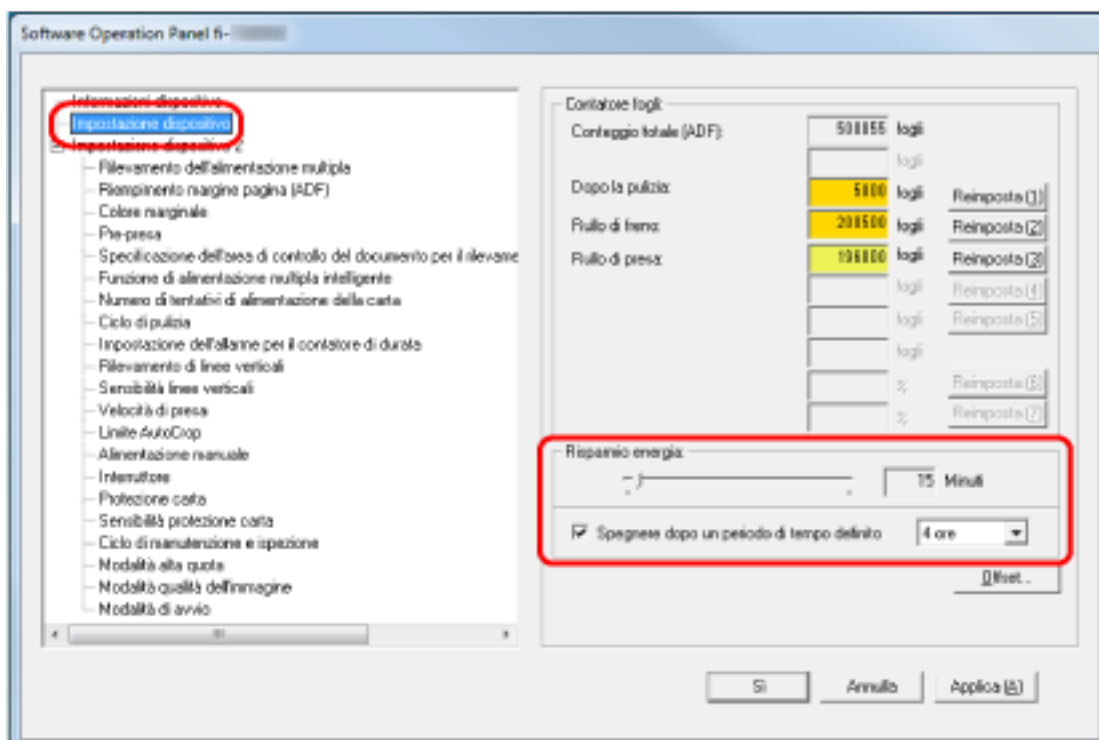 Software Operation Panel fi-
Informazioni dispositivo
Impostazione dispositivo
Impostazione dispositivo 2
Rilevamento dell'alimentazione multipla
Riempimento margine pagina (ADF)
Colore marginale
Pre-presa
Specificazione dell'area di controllo del documento per il rilevame
Funzione di alimentazione multipla intelligente
Numero di tentativi di alimentazione della carta
Ciclo di pulizia
Impostazione dell'allarme per il contatore di durata
Rilevamento di linee verticali
Sensibilità linee verticali
Velocità di presa
Limite AutoCrop
Alimentazione manuale
Interruttore
Protezione carta
Sensibilità protezione carta
Ciclo di manutenzione e ispezione
Modalità alta quota
Modalità qualità dell'immagine
Modalità di avvio
Contatore fogli:
Conteggio totale (ADF): fogli
fogli
Dopo la pulizia: 5000 fogli Reimposta (1)
Rullo di freno: 200500 fogli Reimposta (2)
Rullo di presa: 196000 fogli Reimposta (3)
fogli Reimposta (4)
fogli Reimposta (5)
fogli
% Reimposta (6)
% Reimposta (7)
Risparmio energia:
15 Minuti
Spegnere dopo un periodo di tempo definito 4 ore
Offset...
Sì Annulla Applica (A)